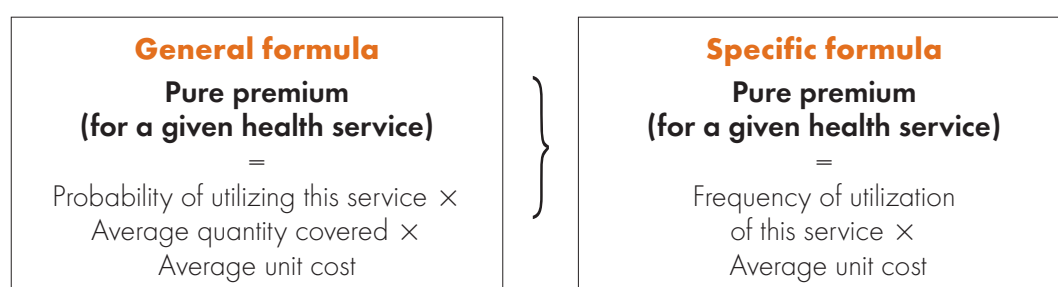 General formula
Pure premium
(for a given health service)
=
Probability of utilizing this service ×
Average quantity covered ×
Average unit cost
Specific formula
Pure premium
(for a given health service)
=
Frequency of utilization
of this service ×
Average unit cost